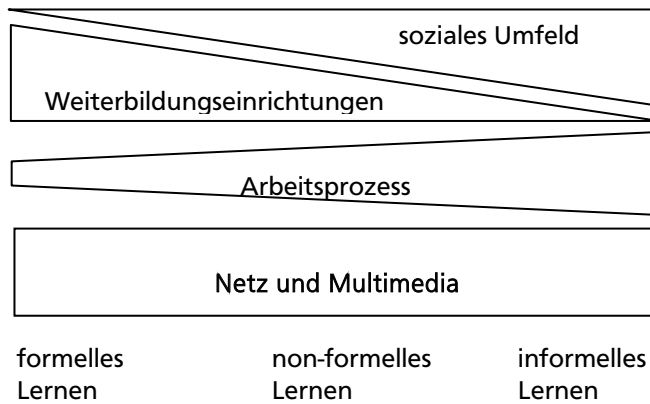 soziales Umfeld
Weiterbildungseinrichtungen
Arbeitsprozess
Netz und Multimedia
formelles non-formelles informelles
Lernen Lernen Lernen